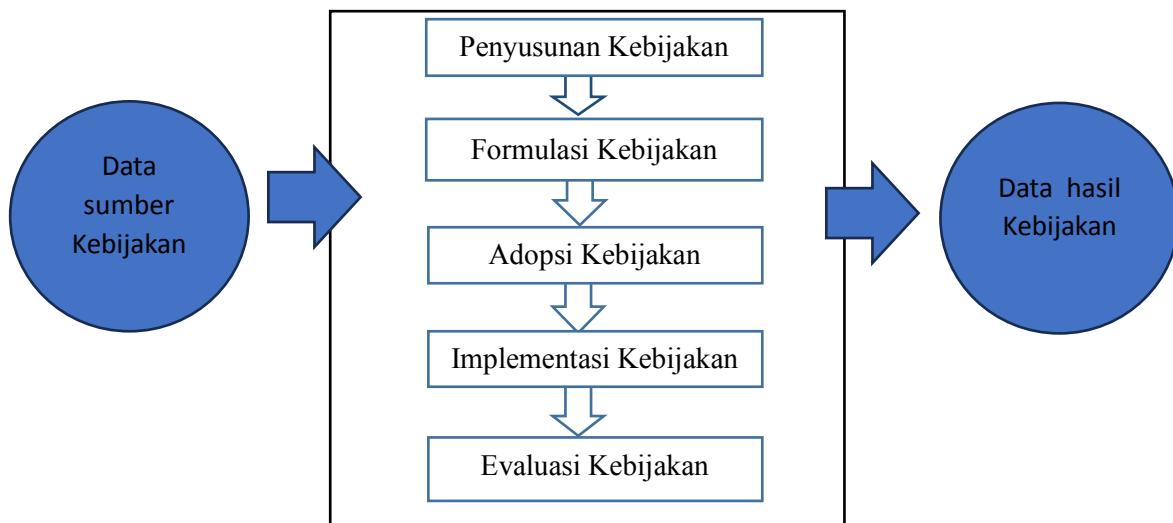 Data
sumber
Kebijakan
Penyusunan Kebijakan
Formulasi Kebijakan
Adopsi Kebijakan
Implementasi Kebijakan
Evaluasi Kebijakan
Data hasil
Kebijakan